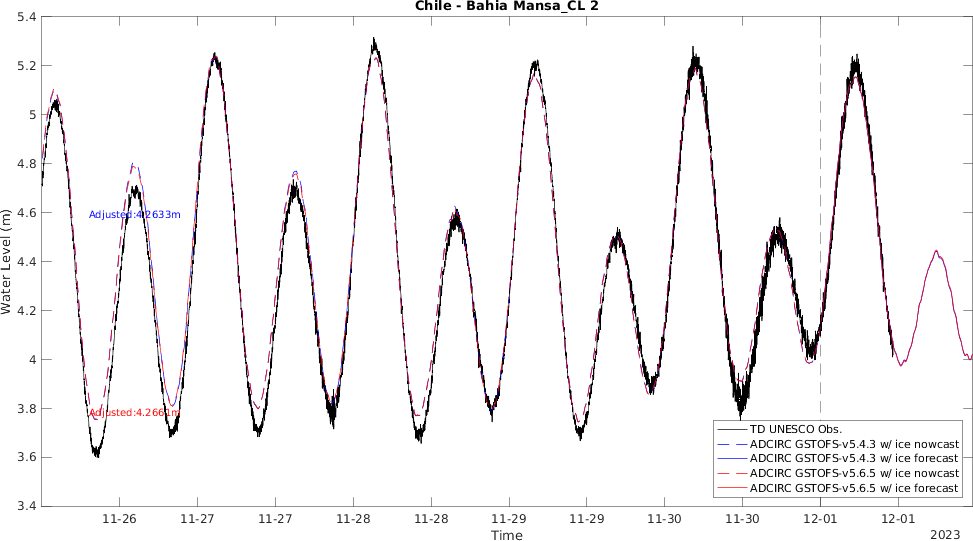 Chile - Bahia Mansa_CL 2
5.4
5.2
5
4.8
4.6
4.4
4.2
4
3.8
3.6
3.4
Water Level (m)
Adjusted:4.2633m
Adjusted:4.2661m
TD UNESCO Obs.
ADCIRC GSTOFS-v5.4.3 w/ ice nowcast
ADCIRC GSTOFS-v5.4.3 w/ ice forecast
ADCIRC GSTOFS-v5.6.5 w/ ice nowcast
ADCIRC GSTOFS-v5.6.5 w/ ice forecast
11-26 11-27 11-27 11-28 11-28 11-29 11-29 11-30 11-30 12-01 12-01
Time
2023